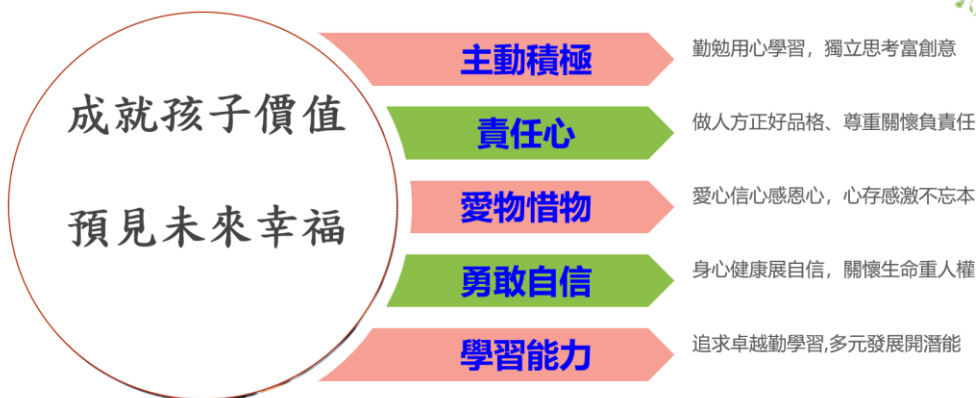 成就孩子價值
預見未來幸福
主動積極
勤勉用心學習，獨立思考富創意
責任心
做人方正好品格、尊重關懷負責任
愛物惜物
愛心信心感恩心，心存感激不忘本
勇敢自信
身心健康展自信，關懷生命重人權
學習能力
追求卓越勤學習,多元發展開潛能